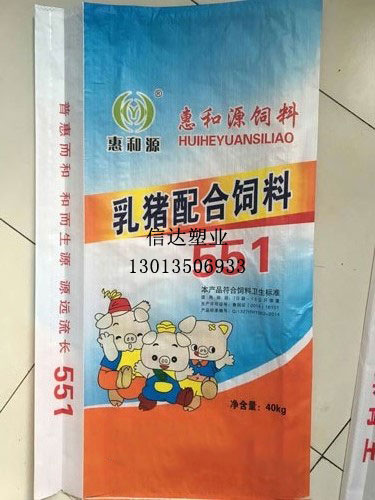 惠和源饲料
HUIHEYUANSILIAO
惠和源
®
乳猪配合饲料
信达塑业
551
13013505933
本产品符合饲料卫生标准
净含量：40kg
普惠而和 和而生源 源远流长
551